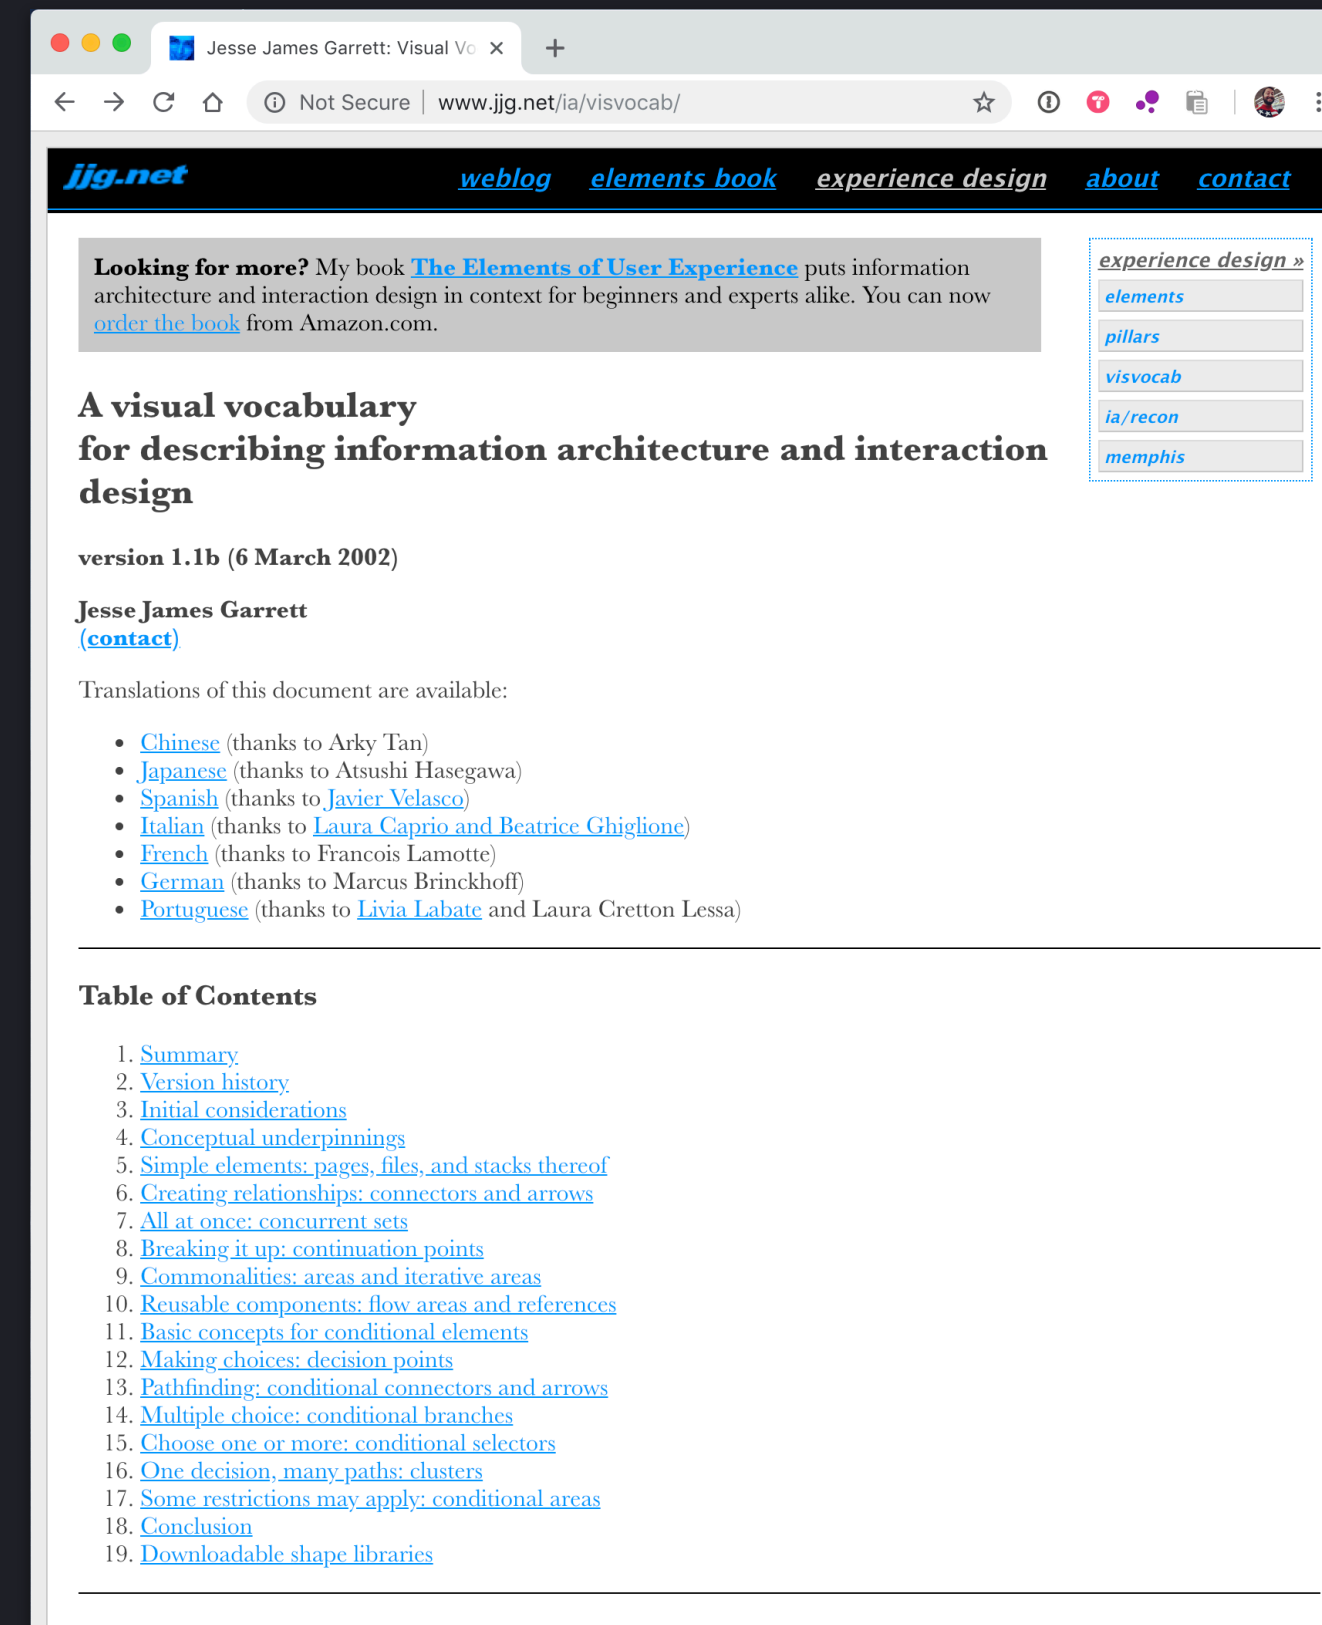 Jesse James Garrett: Visual Vo
Not Secure | www.jjg.net/ia/visvocab/
jjg.net
weblog elements book experience design about contact
Looking for more? My book The Elements of User Experience puts information
architecture and interaction design in context for beginners and experts alike. You can now
order the book from Amazon.com.
experience design »
elements
pillars
visvocab
ia/recon
memphis
A visual vocabulary
for describing information architecture and interaction
design
version 1.1b (6 March 2002)
Jesse James Garrett
(contact)
Translations of this document are available:
• Chinese (thanks to Arky Tan)
• Japanese (thanks to Atsushi Hasegawa)
• Spanish (thanks to Javier Velasco)
• Italian (thanks to Laura Caprio and Beatrice Ghiglione)
• French (thanks to Francois Lamotte)
• German (thanks to Marcus Brinckhoff)
• Portuguese (thanks to Livia Labate and Laura Cretton Lessa)
Table of Contents
1. Summary
2. Version history
3. Initial considerations
4. Conceptual underpinnings
5. Simple elements: pages, files, and stacks thereof
6. Creating relationships: connectors and arrows
7. All at once: concurrent sets
8. Breaking it up: continuation points
9. Commonalities: areas and iterative areas
10. Reusable components: flow areas and references
11. Basic concepts for conditional elements
12. Making choices: decision points
13. Pathfinding: conditional connectors and arrows
14. Multiple choice: conditional branches
15. Choose one or more: conditional selectors
16. One decision, many paths: clusters
17. Some restrictions may apply: conditional areas
18. Conclusion
19. Downloadable shape libraries